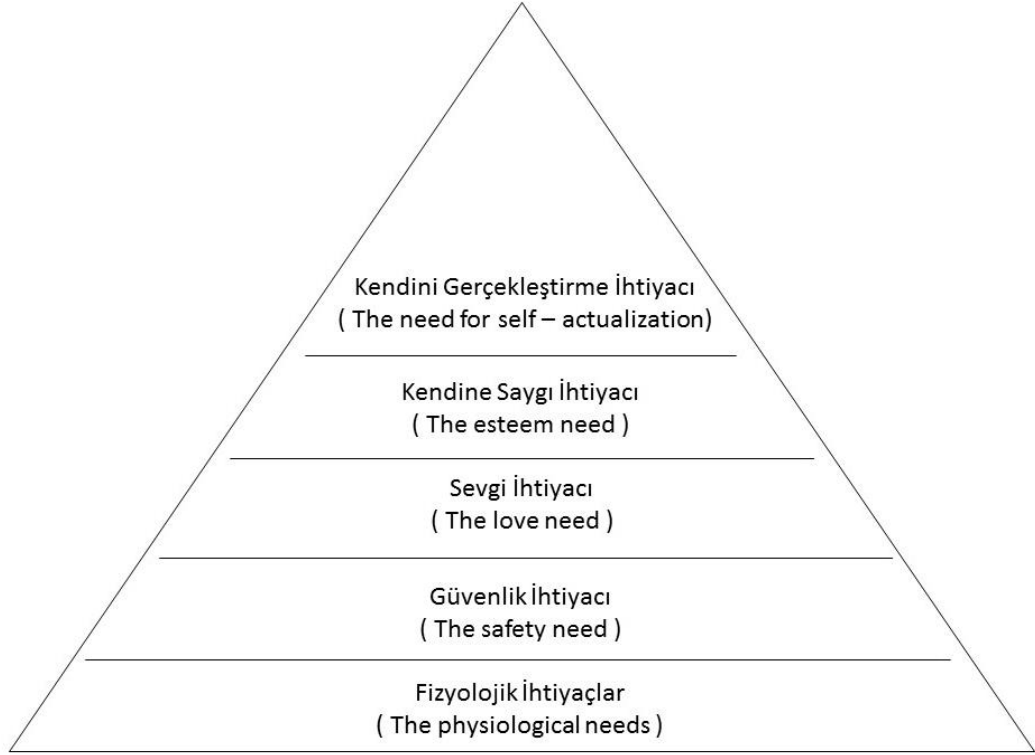 Kendini Gerçekleştirme İhtiyacı
( The need for self – actualization)
Kendine Saygı İhtiyacı
( The esteem need )
Sevgi İhtiyacı
( The love need )
Güvenlik İhtiyacı
( The safety need )
Fizyolojik İhtiyaçlar
( The physiological needs )